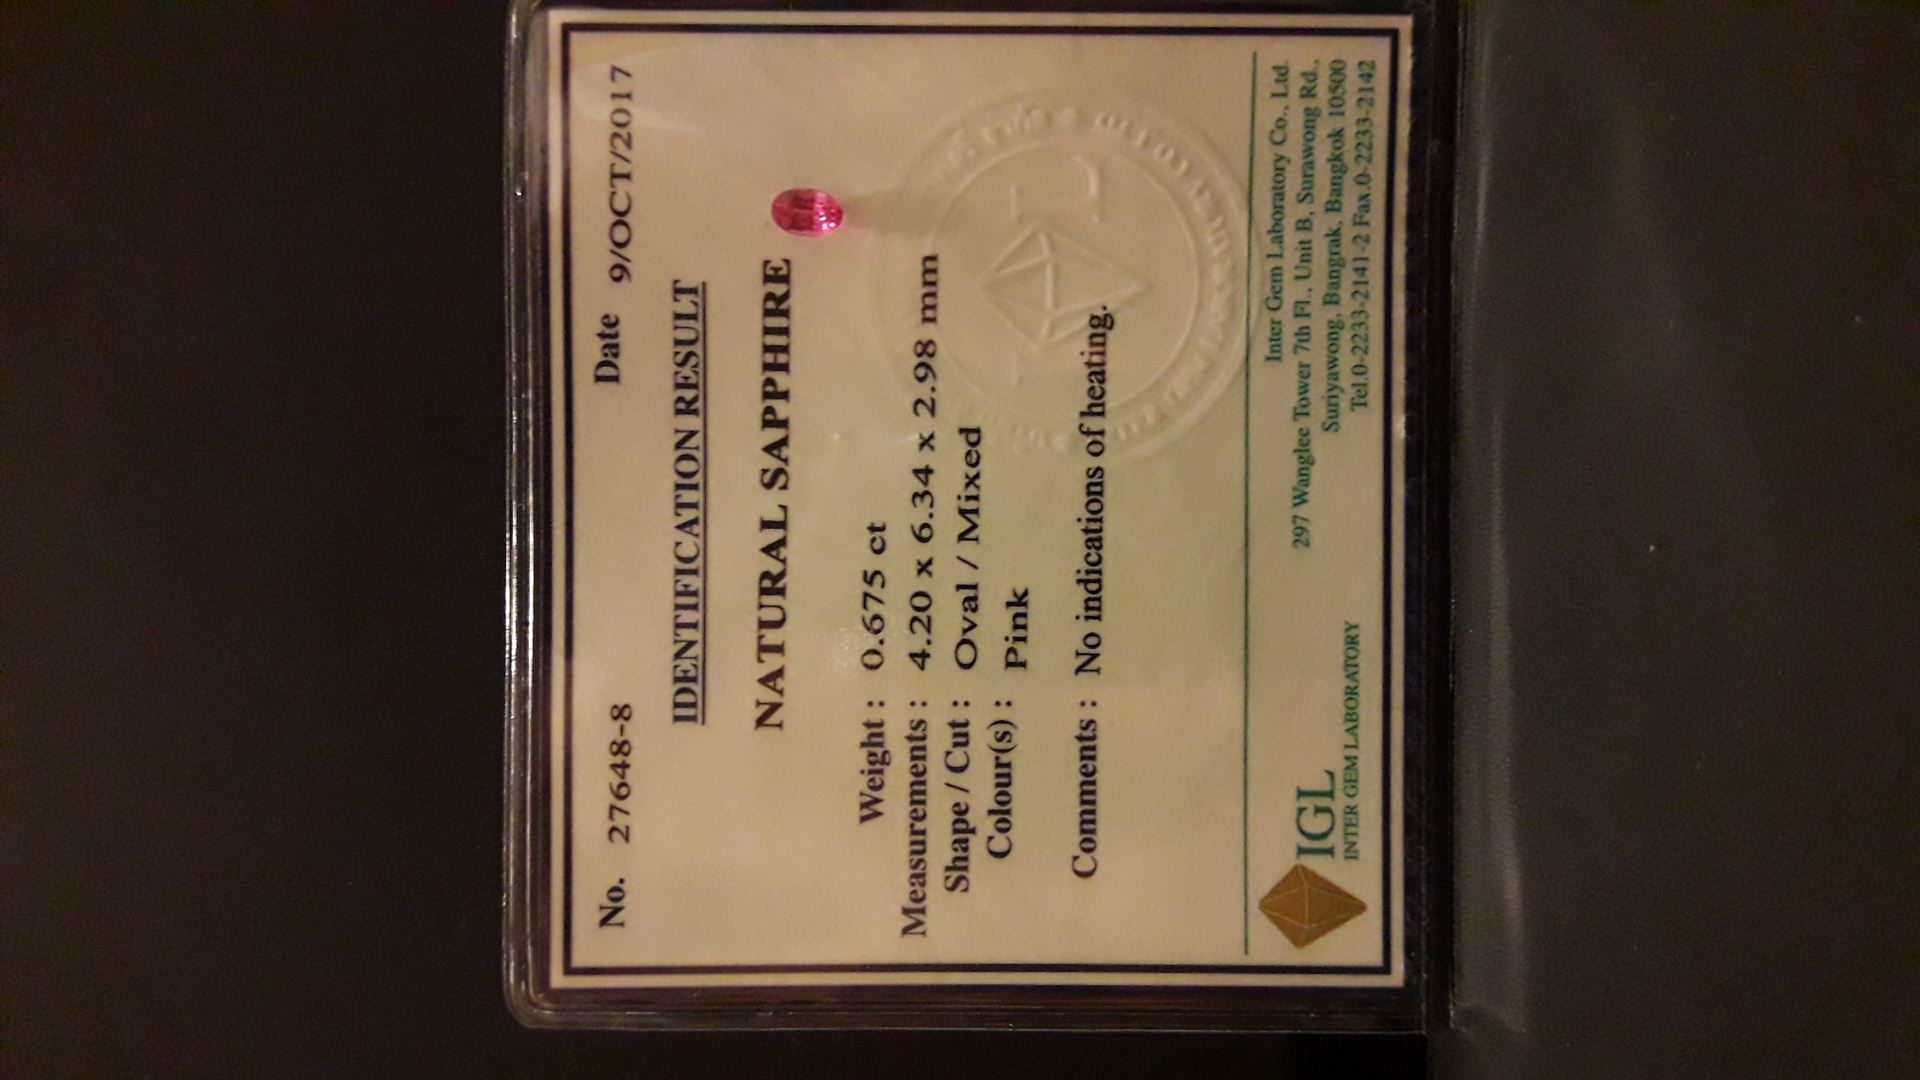 No. 27648-8 Date 9/OCT/2017
IDENTIFICATION RESULT
NATURAL SAPPHIRE
Weight : 0.675 ct
Measurements : 4.20 x 6.34 x 2.98 mm
Shape / Cut : Oval / Mixed
Colour(s) : Pink
Comments : No indications of heating.
IGL
INTER GEM LABORATORY
Inter Gem Laboratory Co., Ltd.
297 Wanglee Tower 7th Fl., Unit B, Surawong Rd.,
Suriyawong, Bangrak, Bangkok 10500
Tel.0-2233-2141-2 Fax.0-2233-2142